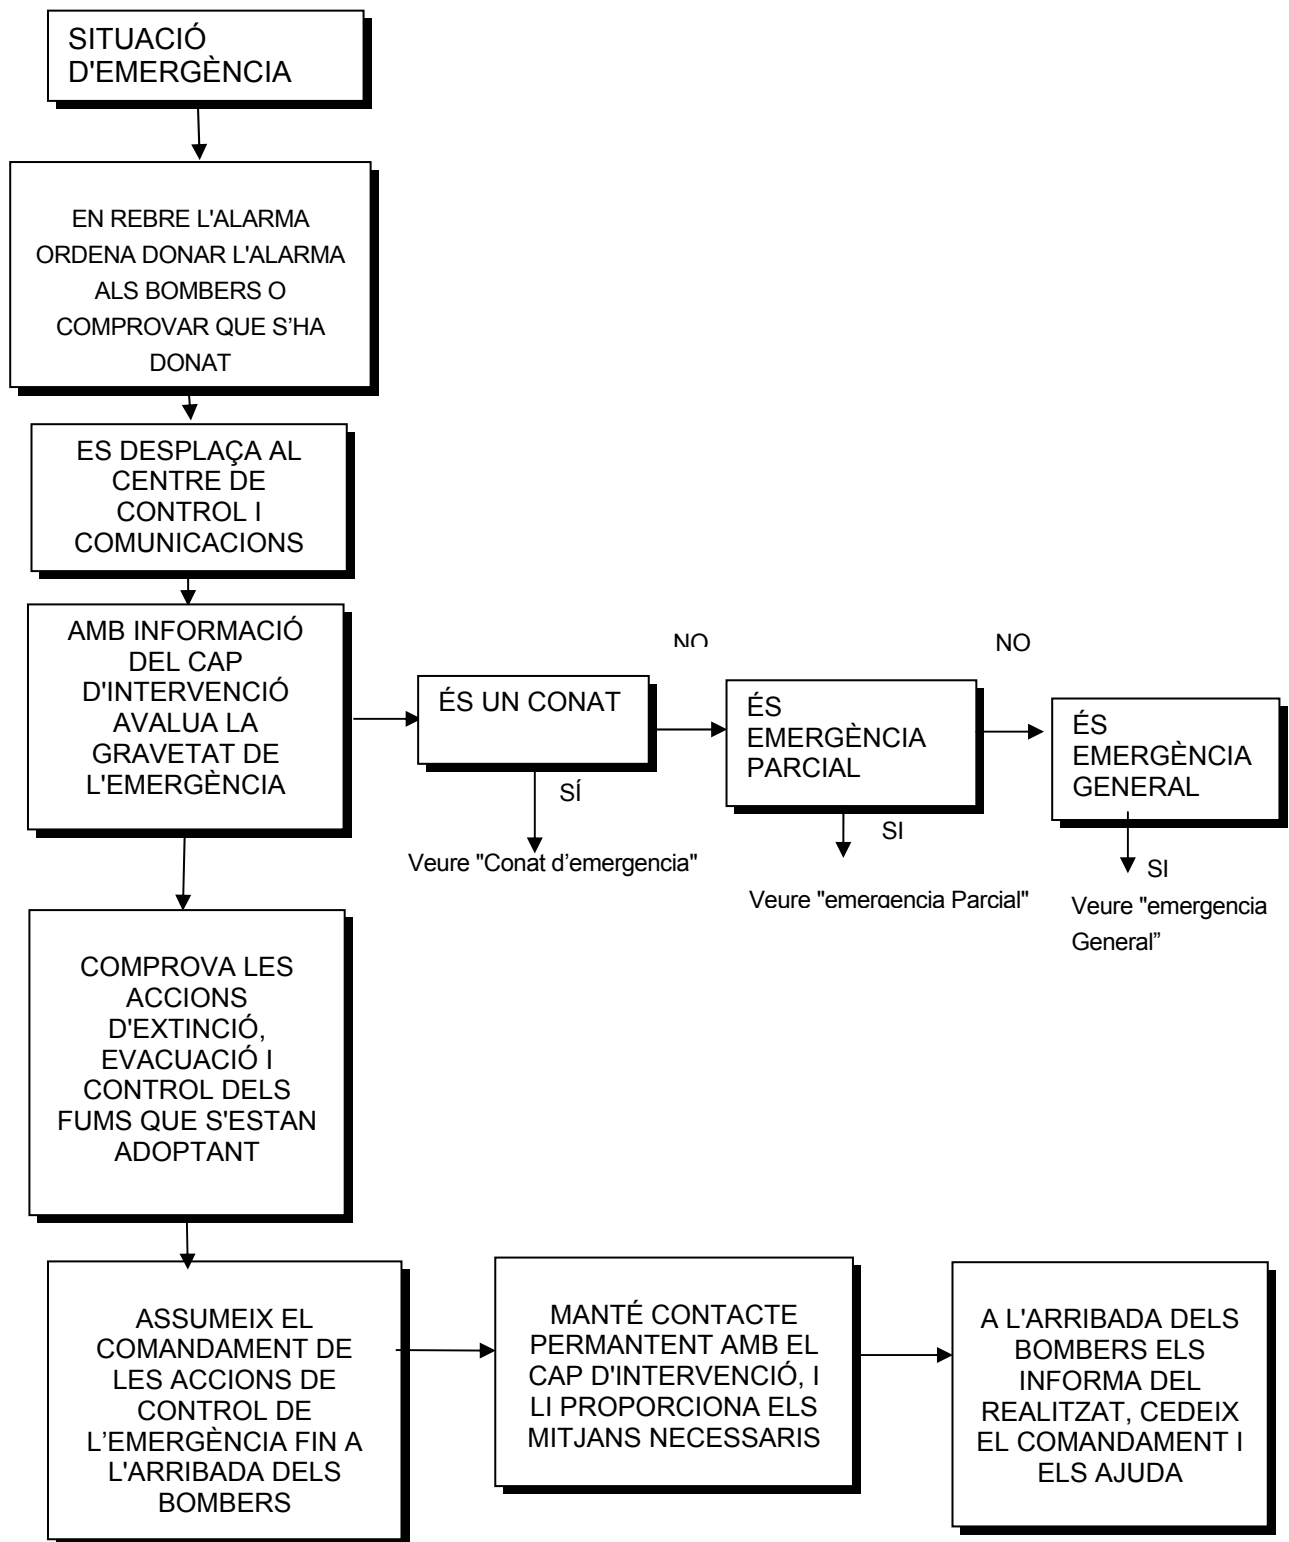 SITUACIÓ
D'EMERGÈNCIA
EN REBRE L'ALARMA
ORDENA DONAR L'ALARMA
ALS BOMBERS O
COMPROVAR QUE S’HA
DONAT
ES DESPLAÇA AL
CENTRE DE
CONTROL I
COMUNICACIONS
AMB INFORMACIÓ
DEL CAP
D'INTERVENCIÓ
AVALUA LA
GRAVETAT DE
L'EMERGÈNCIA
ÉS UN CONAT
NO
SÍ
Veure "Conat d’emergencia"
ÉS
EMERGÈNCIA
PARCIAL
NO
SI
Veure "emergencia Parcial"
ÉS
EMERGÈNCIA
GENERAL
SI
Veure "emergencia
General”
COMPROVA LES
ACCIONS
D'EXTINCIÓ,
EVACUACIÓ I
CONTROL DELS
FUMS QUE S'ESTAN
ADOPTANT
ASSUMEIX EL
COMANDAMENT DE
LES ACCIONS DE
CONTROL DE
L’EMERGÈNCIA FIN A
L'ARRIBADA DELS
BOMBERS
MANTÉ CONTACTE
PERMANTENT AMB EL
CAP D'INTERVENCIÓ, I
LI PROPORCIONA ELS
MITJANS NECESSARIS
A L'ARRIBADA DELS
BOMBERS ELS
INFORMA DEL
REALITZAT, CEDEIX
EL COMANDAMENT I
ELS AJUDA